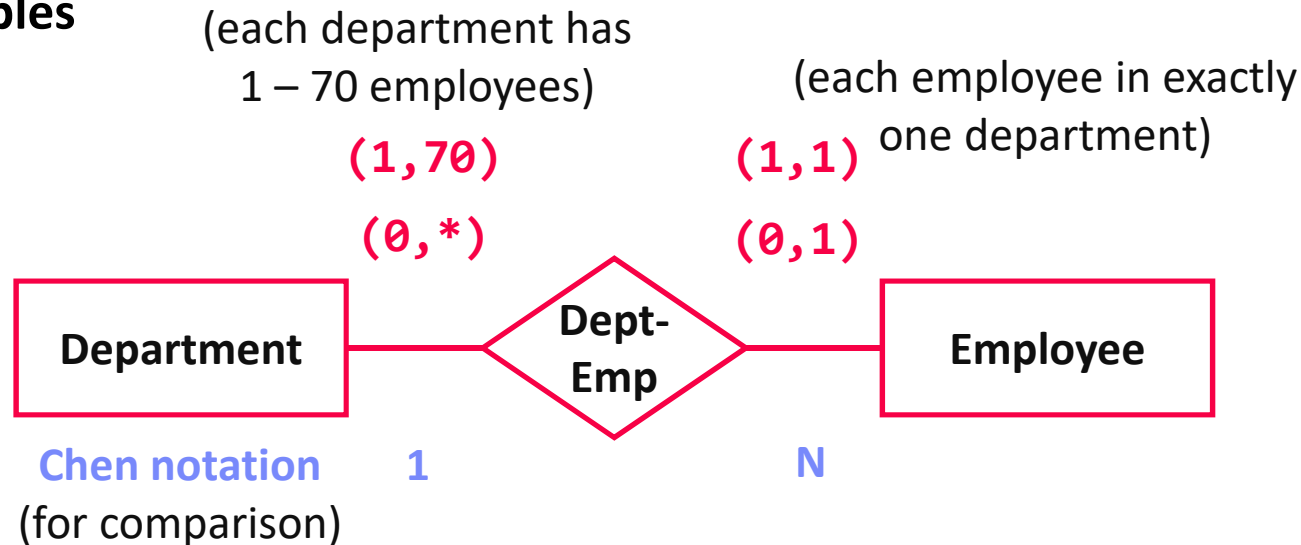 (each department has
1 – 70 employees)
(each employee in exactly
one department)
(1,70)
(1,1)
(0,*)
(0,1)
Department
Dept-
Emp
Employee
Chen notation
1
N
(for comparison)